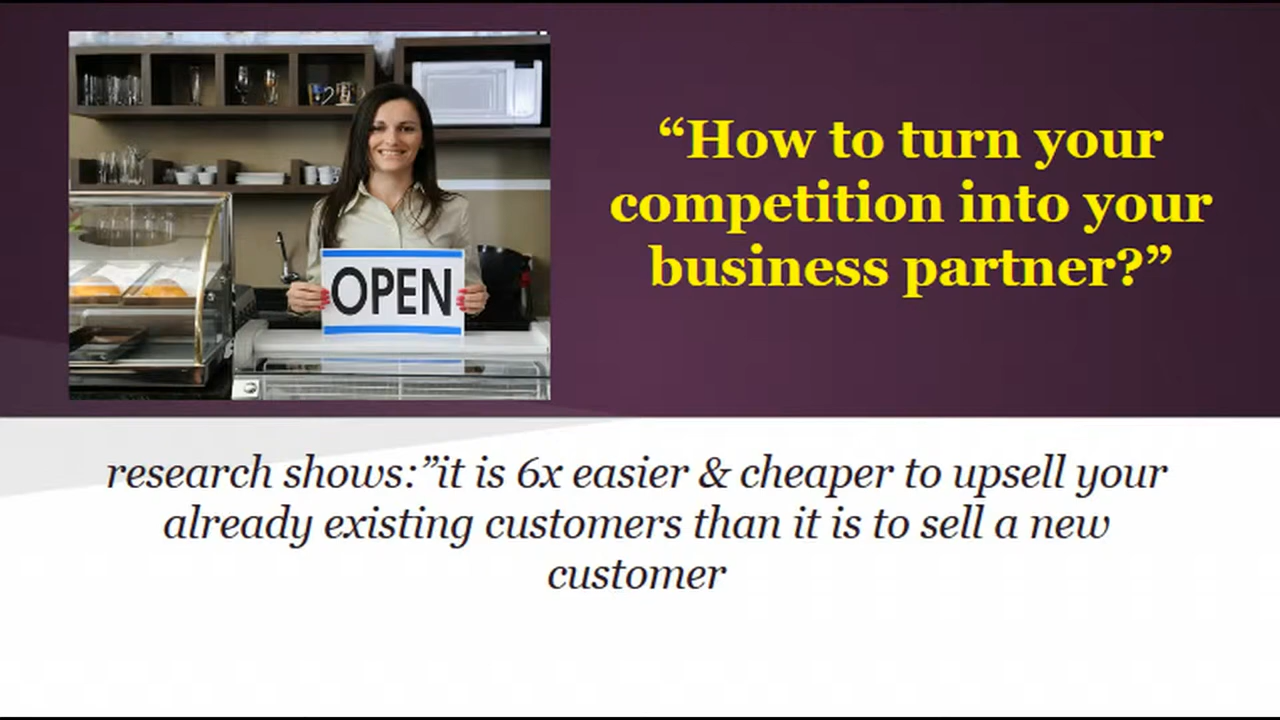 OPEN
“How to turn your
competition into your
business partner?”
research shows:”it is 6x easier & cheaper to upsell your
already existing customers than it is to sell a new
customer